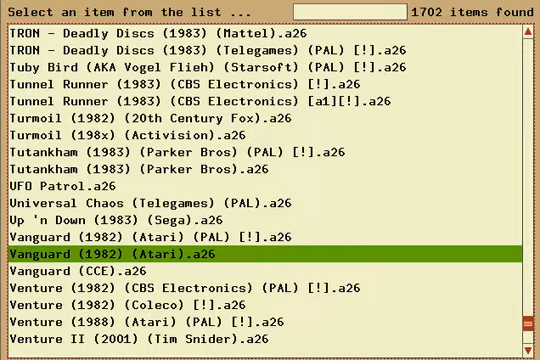 Select an item from the list ... 1702 items found
TRON - Deadly Discs (1983) (Mattel).a26
TRON - Deadly Discs (1983) (Telegames) (PAL) [!].a26
Tuby Bird (AKA Vogel Flieh) (Starsoft) (PAL) [!].a26
Tunnel Runner (1983) (CBS Electronics) [!].a26
Tunnel Runner (1983) (CBS Electronics) [a1][!].a26
Turmoil (1982) (20th Century Fox).a26
Turmoil (198x) (Activision).a26
Tutankham (1983) (Parker Bros) (PAL) [!].a26
Tutankham (1983) (Parker Bros).a26
UFO Patrol.a26
Universal Chaos (Telegames) (PAL).a26
Up 'n Down (1983) (Sega).a26
Vanguard (1982) (Atari) (PAL) [!].a26
Vanguard (1982) (Atari).a26
Vanguard (CCE).a26
Venture (1982) (CBS Electronics) (PAL) [!].a26
Venture (1982) (Coleco) [!].a26
Venture (1988) (Atari) (PAL) [!].a26
Venture II (2001) (Tim Snider).a26